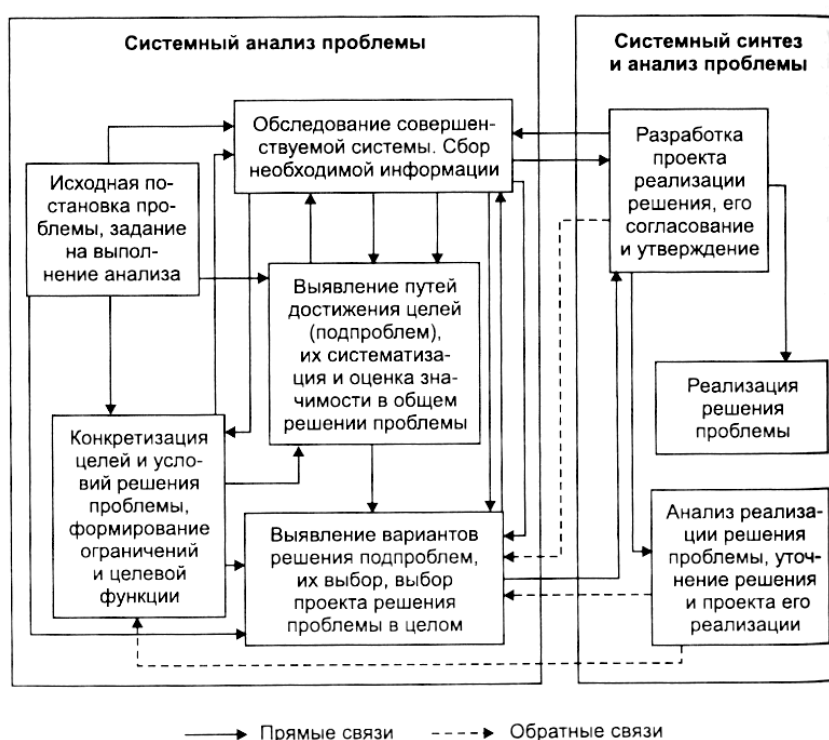 Системный анализ проблемы
Обследование совершен-
ствуемой системы. Сбор
необходимой информации
Исходная по-
становка про-
блемы, задание
на выпол-
нение анализа
Выявление путей
достижения целей
(подпроблем),
их систематиза-
ция и оценка зна-
чимости в общем
решении проблемы
Конкретизация
целей и усло-
вий решения
проблемы,
формирование
ограничений
и целевой
функции
Выявление вариантов
решения подпроблем,
их выбор, выбор
проекта решения
проблемы в целом
Системный синтез
и анализ проблемы
Разработка
проекта
реализации
решения, его
согласование
и утверждение
Реализация
решения
проблемы
Анализ реализа-
ции решения
проблемы, уточ-
нение решения
и проекта его
реализации
Прямые связи
Обратные связи